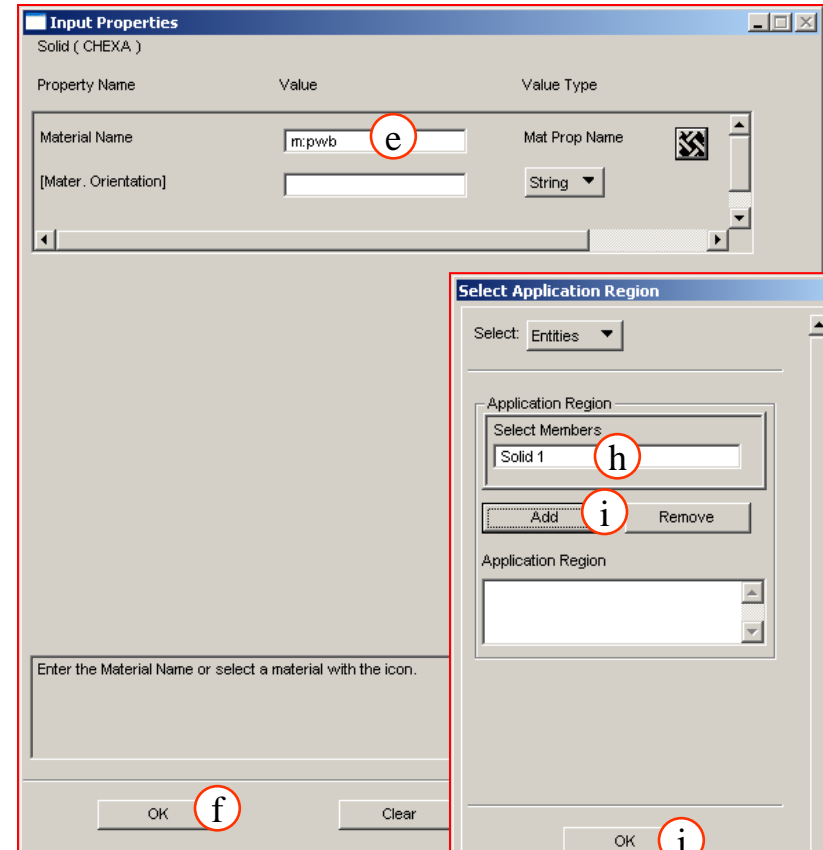 Input Properties
Solid ( CHEXA )
Property Name Value Value Type
Material Name m:pwb e Mat Prop Name
[Mater. Orientation] String
Select Application Region
Select: Entities
Application Region
Select Members
Solid 1 h
Add i Remove
Application Region
Enter the Material Name or select a material with the icon.
OK f Clear
OK